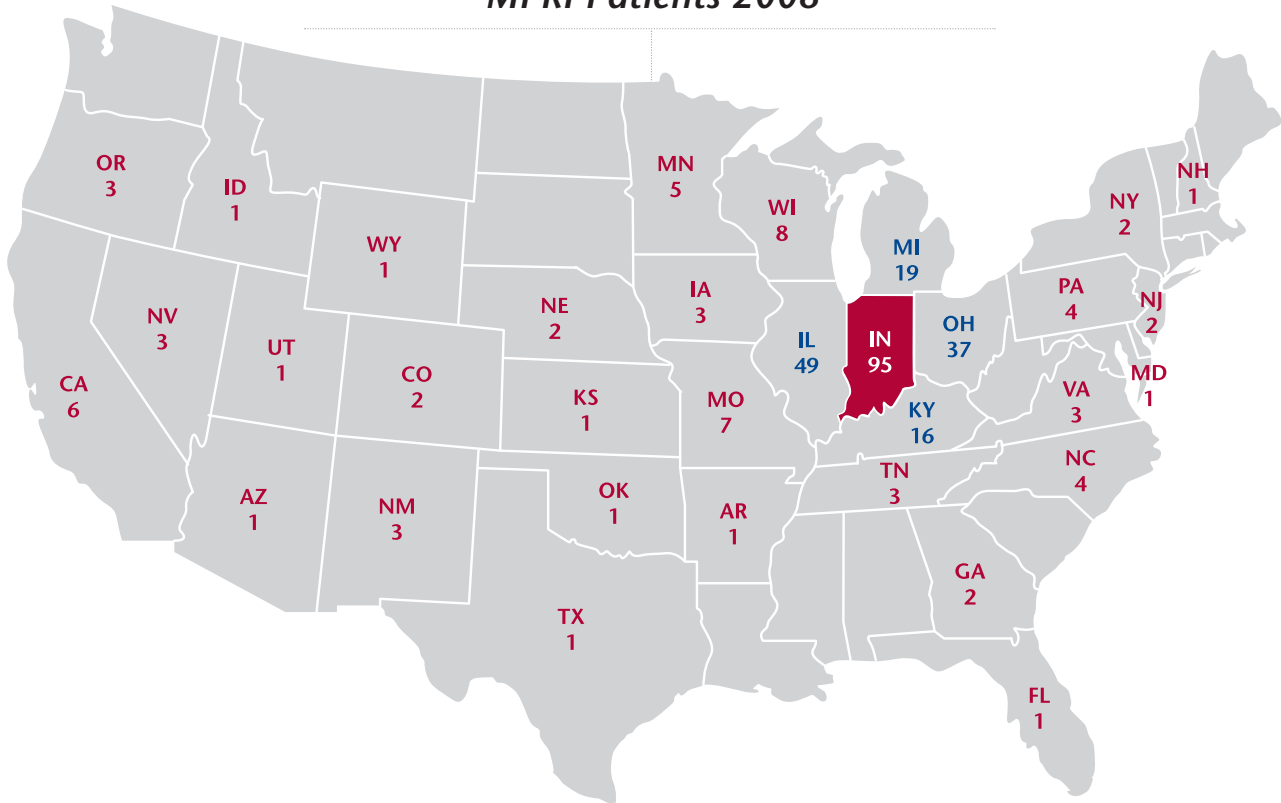 MPRI Patients 2008
OR
3
ID
1
WY
1
MN
5
WI
8
MI
19
NY
2
NH
1
NV
3
UT
1
NE
2
IA
3
IL
49
IN
95
OH
37
PA
4
NJ
2
CA
6
CO
2
KS
1
MO
7
KY
16
VA
3
MD
1
AZ
1
NM
3
OK
1
AR
1
TN
3
NC
4
TX
1
GA
2
FL
1